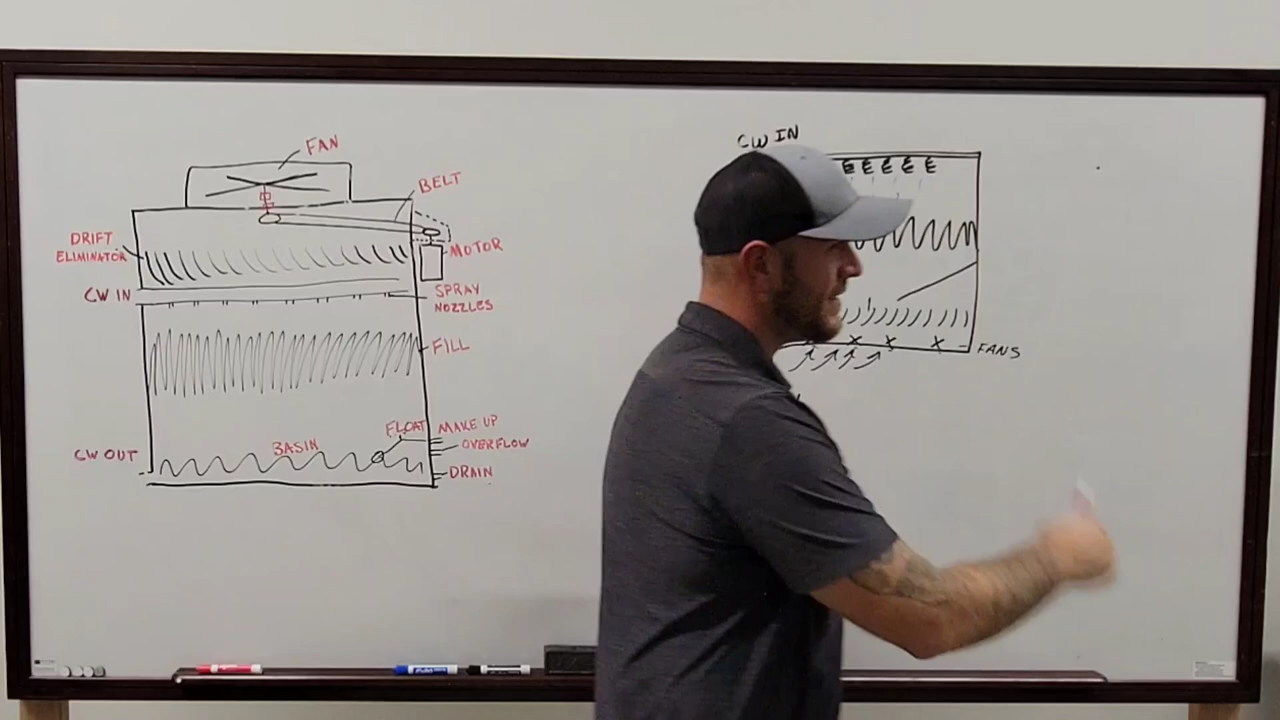 FAN
BELT
DRIFT
ELIMINATOR
MOTOR
CW IN
SPRAY
NOZZLES
FILL
FLOAT
MAKE UP
BASIN
OVERFLOW
CW OUT
DRAIN
CW IN
FANS